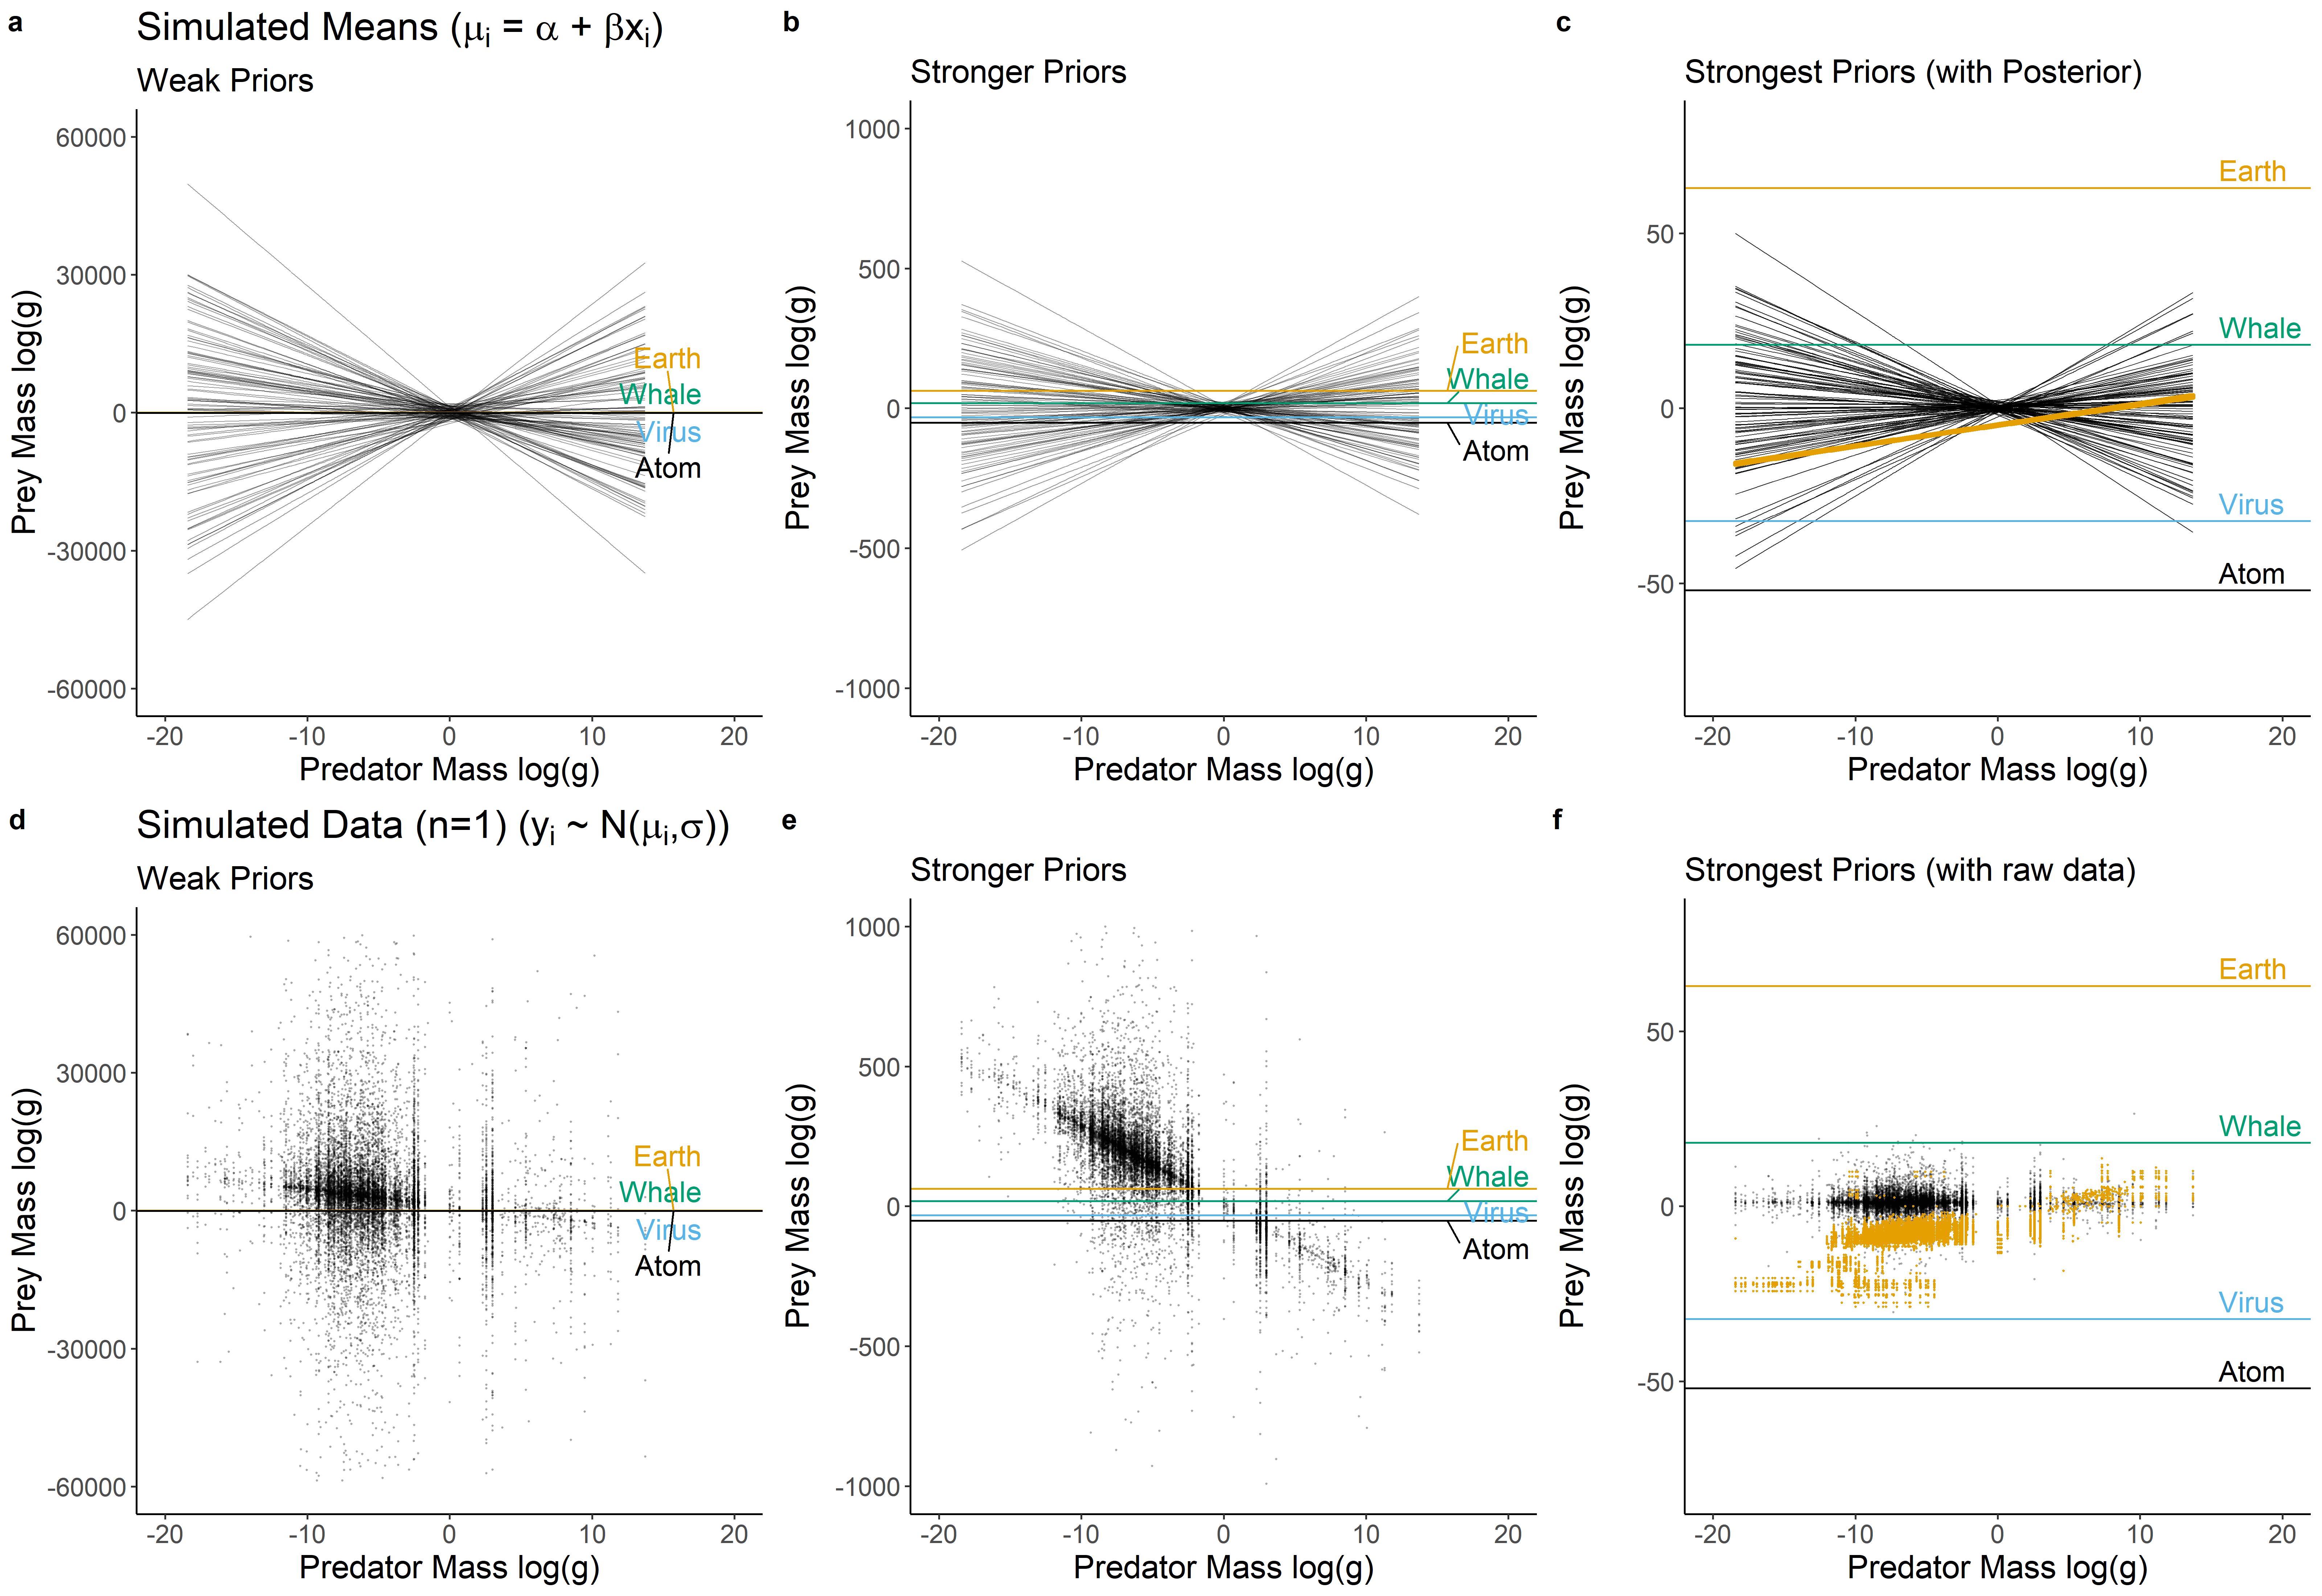 a
Simulated Means (μi = α + βxi)
Weak Priors
60000
30000
0
-30000
-60000
Prey Mass log(g)
Earth
Whale
Virus
Atom
-20 -10 0 10 20
Predator Mass log(g)
b
Stronger Priors
1000
500
0
-500
-1000
Prey Mass log(g)
Earth
Whale
Virus
Atom
-20 -10 0 10 20
Predator Mass log(g)
c
Strongest Priors (with Posterior)
50
0
-50
Prey Mass log(g)
Earth
Whale
Virus
Atom
-20 -10 0 10 20
Predator Mass log(g)
d
Simulated Data (n=1) (yi ~ N(μi,σ))
Weak Priors
60000
30000
0
-30000
-60000
Prey Mass log(g)
Earth
Whale
Virus
Atom
-20 -10 0 10 20
Predator Mass log(g)
e
Stronger Priors
1000
500
0
-500
-1000
Prey Mass log(g)
Earth
Whale
Virus
Atom
-20 -10 0 10 20
Predator Mass log(g)
f
Strongest Priors (with raw data)
50
0
-50
Prey Mass log(g)
Earth
Whale
Virus
Atom
-20 -10 0 10 20
Predator Mass log(g)